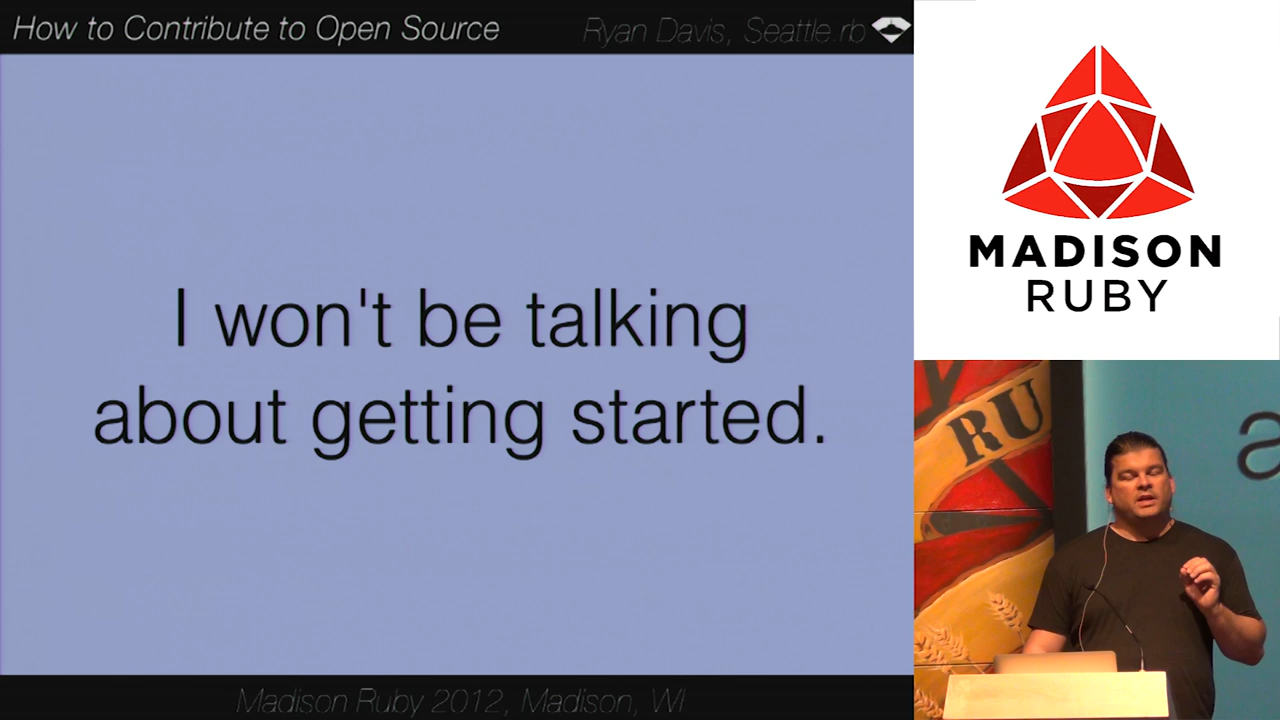 How to Contribute to Open Source
Ryan Davis, Seattle.rb
I won't be talking
about getting started.
Madison Ruby 2012, Madison, WI
MADISON
RUBY
RU
a